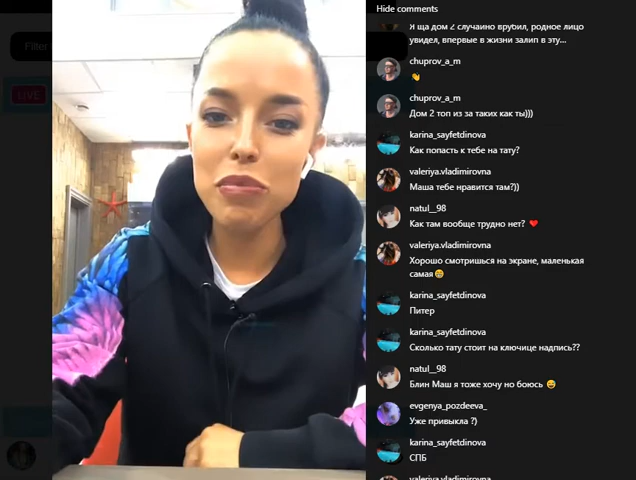 Hide comments
Filter
LIVE
Я ща дом 2 случаино врубил, родное лицо
увидел, впервые в жизни залип в эту...
chuprov_a_m
👏
chuprov_a_m
Дом 2 топ из за таких как ты)))
karina_sayfetdinova
Как попасть к тебе на тату?
valeriya.vladimirovna
Маша тебе нравится там?))
natul__98
Как там вообще трудно нет? ❤️
valeriya.vladimirovna
Хорошо смотришься на экране, маленькая
самая😊
karina_sayfetdinova
Питер
karina_sayfetdinova
Сколько тату стоит на ключице надпись??
natul__98
Блин Маш я тоже хочу но боюсь 😅
evgenya_pozdeeva_
Уже привыкла ?)
karina_sayfetdinova
СПБ
valeriya.vladimirovna